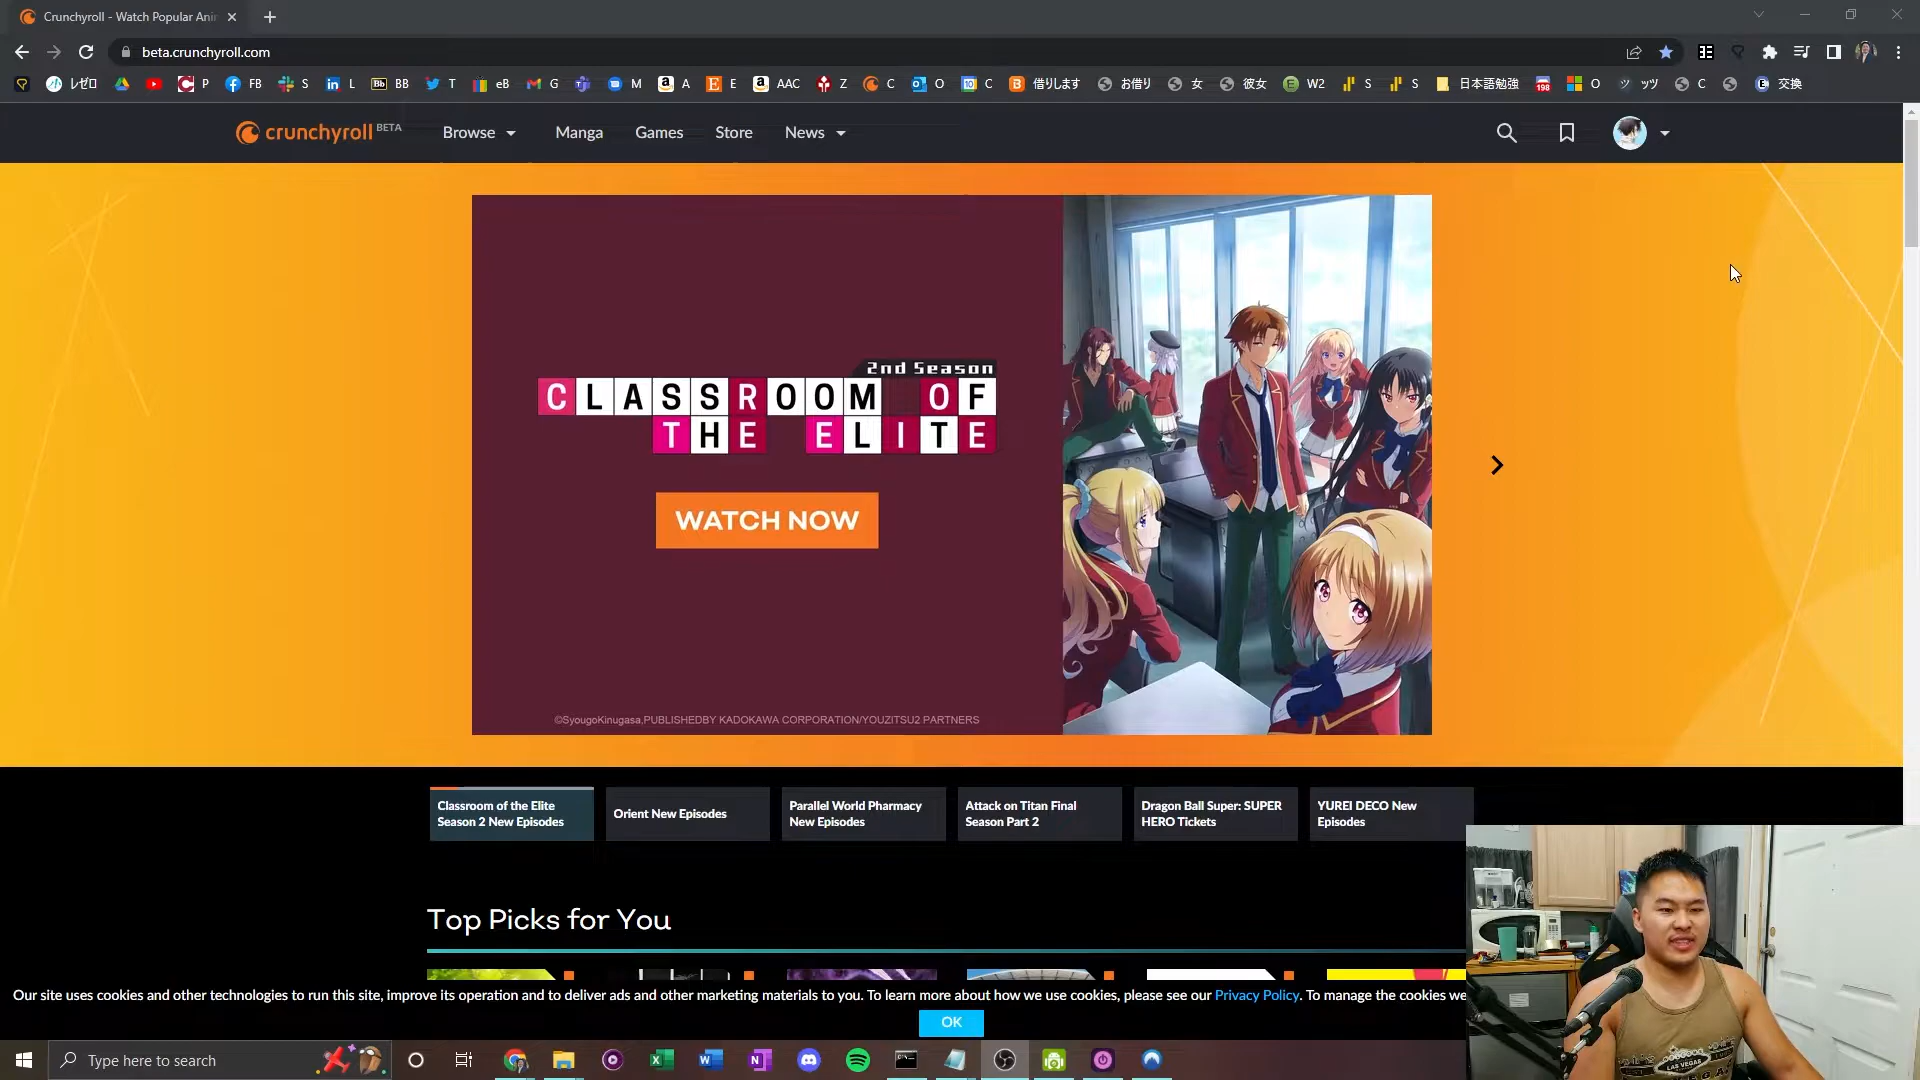 Crunchyroll - Watch Popular Anim
beta.crunchyroll.com
レゼロ P FB S L BB T eB G M A E AAC Z C O C 借りします お借り 女 彼女 W2 S S 日本語勉強 198 O ッツ C 交換
crunchyroll BETA Browse Manga Games Store News
2nd Season
CLASSROOM OF
THE ELITE
WATCH NOW
©SyougoKinugasa,PUBLISHEDBY KADOKAWA CORPORATION/YOUZITSU2 PARTNERS
Classroom of the Elite
Season 2 New Episodes
Orient New Episodes
Parallel World Pharmacy
New Episodes
Attack on Titan Final
Season Part 2
Dragon Ball Super: SUPER
HERO Tickets
YUREI DECO New
Episodes
Top Picks for You
Our site uses cookies and other technologies to run this site, improve its operation and to deliver ads and other marketing materials to you. To learn more about how we use cookies, please see our Privacy Policy. To manage the cookies we
OK
Type here to search
LAS VEGAS